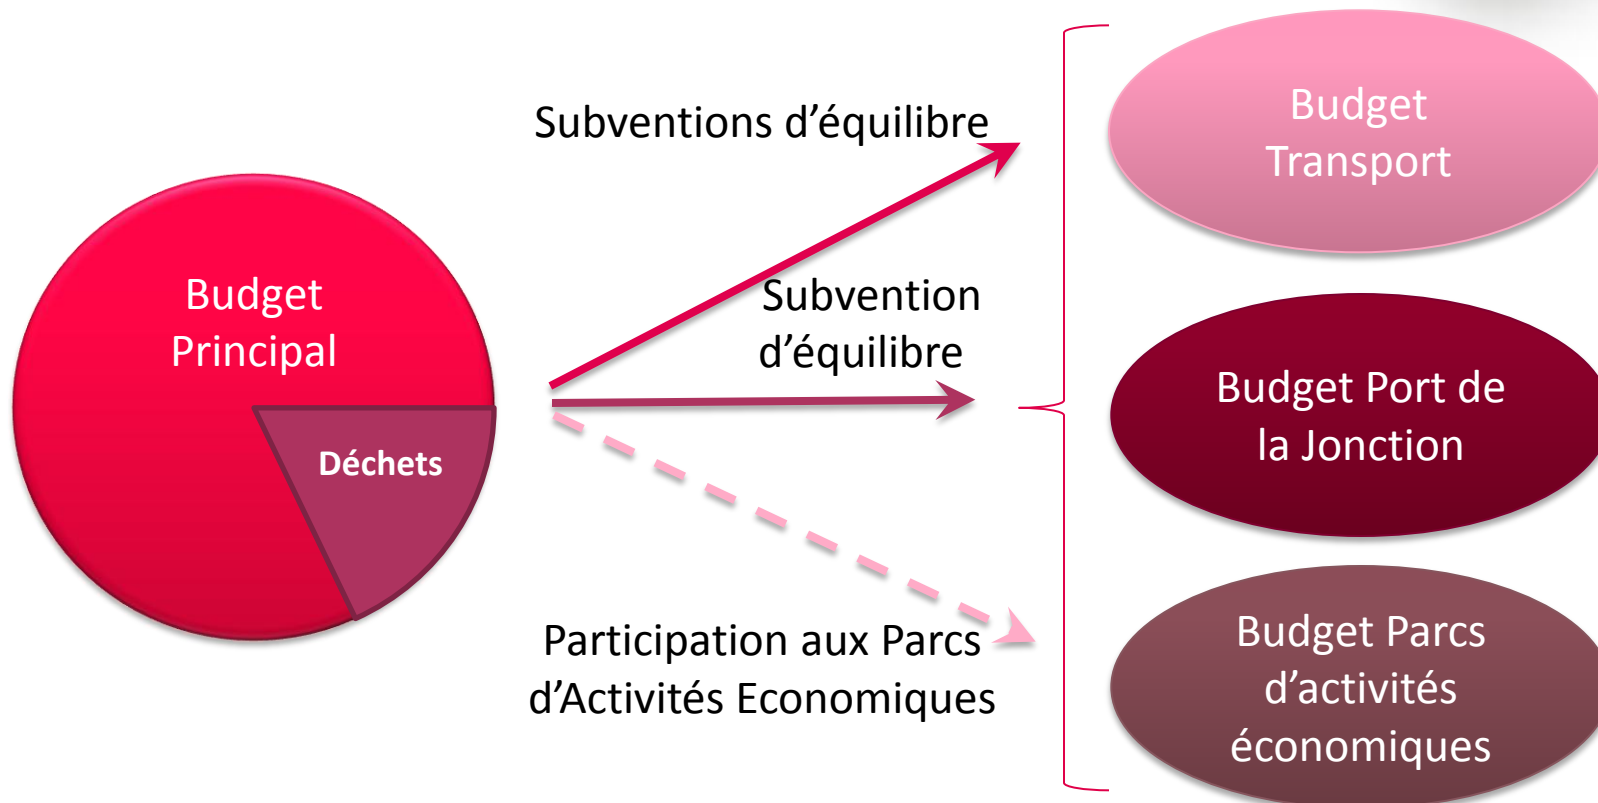 Budget
Principal
Déchets
Subventions d’équilibre
Subvention
d’équilibre
Participation aux Parcs
d’Activités Economiques
Budget
Transport
Budget Port de
la Jonction
Budget Parcs
d’activités
économiques